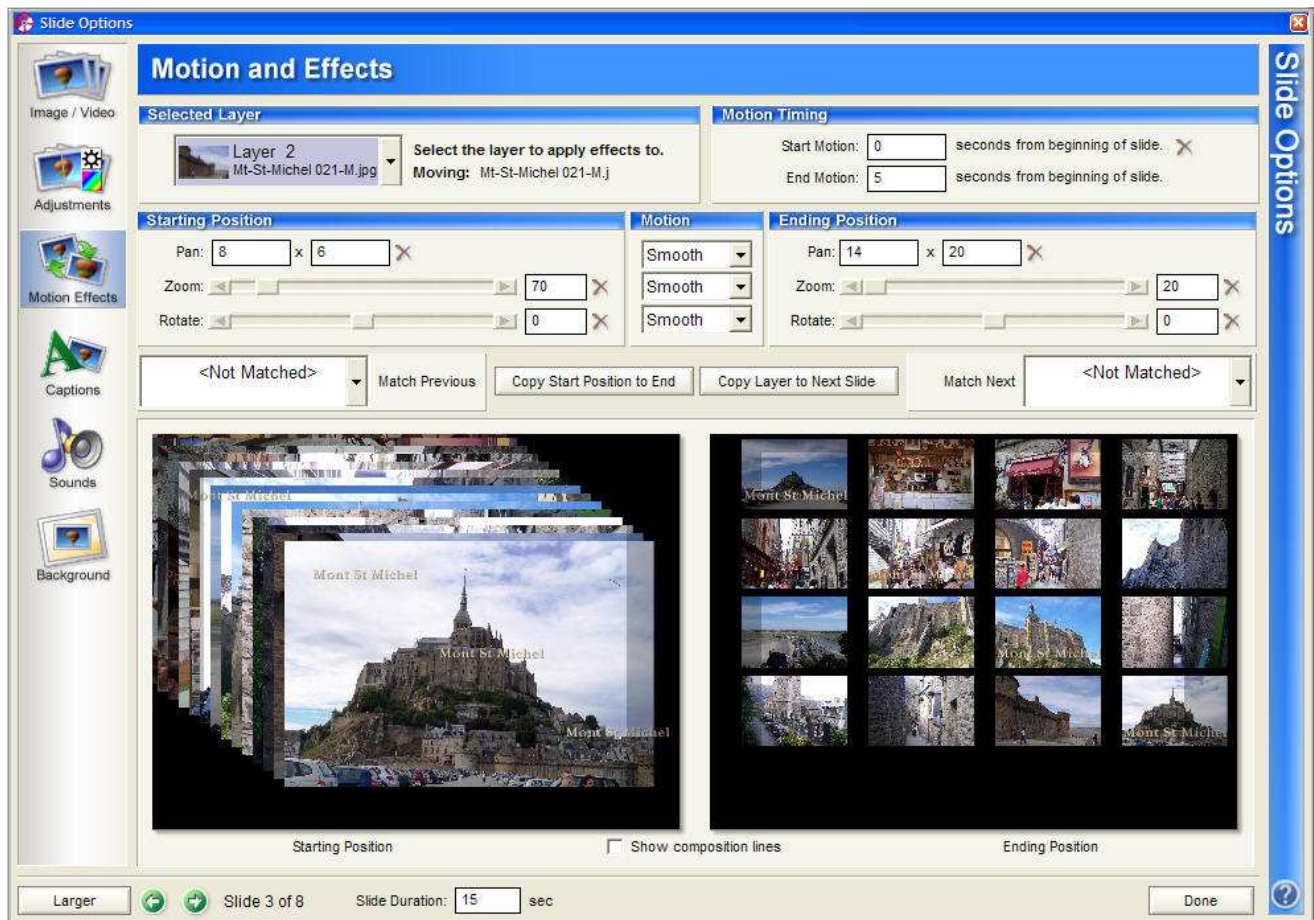 Slide Options
Image / Video
Adjustments
Motion Effects
Captions
Sounds
Background
Motion and Effects
Selected Layer
Layer 2
Mt-St-Michel 021-M.jpg
Select the layer to apply effects to.
Moving: Mt-St-Michel 021-M.j
Motion Timing
Start Motion: 0 seconds from beginning of slide.
End Motion: 5 seconds from beginning of slide.
Starting Position
Pan: 8 x 6
Zoom: 70
Rotate: 0
Motion
Smooth
Smooth
Smooth
Ending Position
Pan: 14 x 20
Zoom: 20
Rotate: 0
<Not Matched>
Match Previous
Copy Start Position to End
Copy Layer to Next Slide
Match Next
<Not Matched>
Mont St Michel
Mont St Michel
Mont St Michel
Mont St Michel
Mont St Michel
Mont St Miche
Mont St Miche
Starting Position
Show composition lines
Ending Position
Larger
Slide 3 of 8
Slide Duration: 15 sec
Done
Slide Options
?